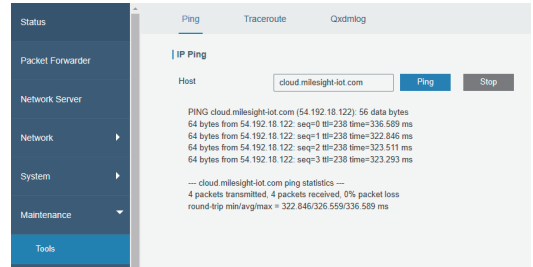 Status
Packet Forwarder
Network Server
Network
System
Maintenance
Tools
Ping Traceroute Qxdmlog
IP Ping
Host cloud.milesight-iot.com Ping Stop
PING cloud.milesight-iot.com (54.192.18.122): 56 data bytes
64 bytes from 54.192.18.122: seq=0 ttl=238 time=336.589 ms
64 bytes from 54.192.18.122: seq=1 ttl=238 time=322.846 ms
64 bytes from 54.192.18.122: seq=2 ttl=238 time=323.511 ms
64 bytes from 54.192.18.122: seq=3 ttl=238 time=323.293 ms
--- cloud.milesight-iot.com ping statistics ---
4 packets transmitted, 4 packets received, 0% packet loss
round-trip min/avg/max = 322.846/326.559/336.589 ms